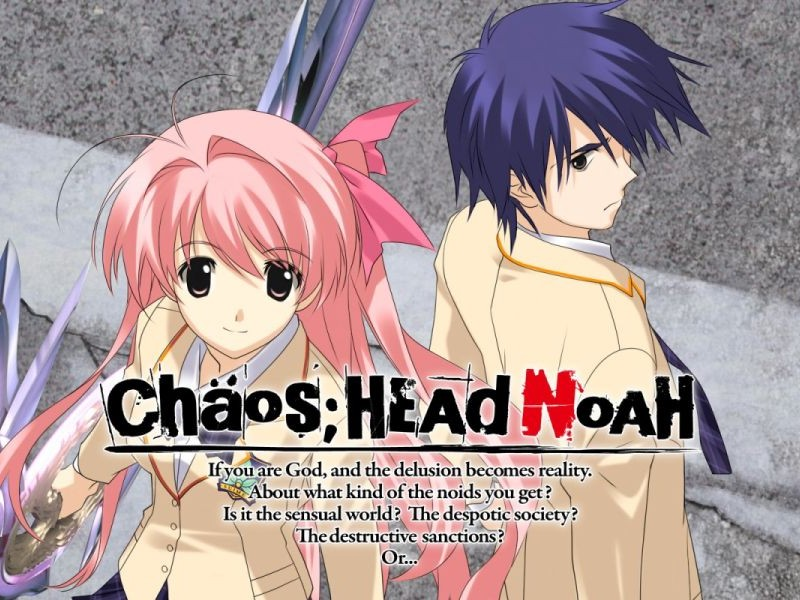 Chäos;HEAd NoAH
If you are God, and the delusion becomes reality.
About what kind of the noids you get?
Is it the sensual world? The despotic society?
The destructive sanctions?
Or...